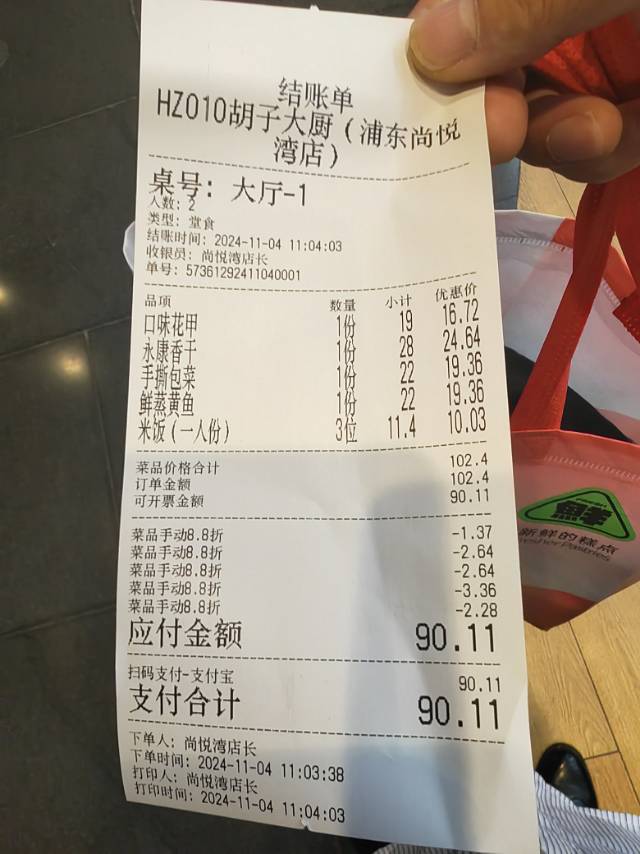 结账单
HZ010胡子大厨（浦东尚悦
湾店）
桌号: 大厅-1
人数: 2
类型: 堂食
结账时间: 2024-11-04 11:04:03
收银员: 尚悦湾店长
单号: 57361292411040001
品项 数量 小计 优惠价
口味花甲 1份 19 16.72
永康香干 1份 28 24.64
手撕包菜 1份 22 19.36
鲜蒸黄鱼 1份 22 19.36
米饭（一人份） 3位 11.4 10.03
菜品价格合计 102.4
订单金额 102.4
可开票金额 90.11
菜品手动8.8折 -1.37
菜品手动8.8折 -2.64
菜品手动8.8折 -2.64
菜品手动8.8折 -3.36
菜品手动8.8折 -2.28
应付金额 90.11
扫码支付-支付宝 90.11
支付合计 90.11
下单人: 尚悦湾店长
下单时间: 2024-11-04 11:03:38
打印人: 尚悦湾店长
打印时间: 2024-11-04 11:04:03
新鲜的糕点